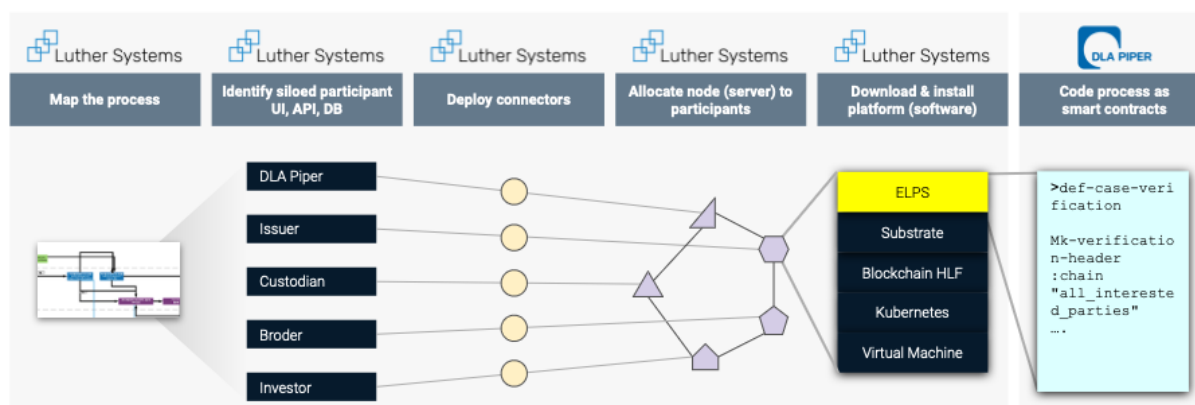 Luther Systems
Luther Systems
Luther Systems
Luther Systems
Luther Systems
DLA PIPER
Map the process
Identify siloed participant
UI, API, DB
Deploy connectors
Allocate node (server) to
participants
Download & install
platform (software)
Code process as
smart contracts
DLA Piper
Issuer
Custodian
Broder
Investor
ELPS
Substrate
Blockchain HLF
Kubernetes
Virtual Machine
>def-case-veri
fication
Mk-verificatio
n-header
:chain
"all_intereste
d_parties"
….